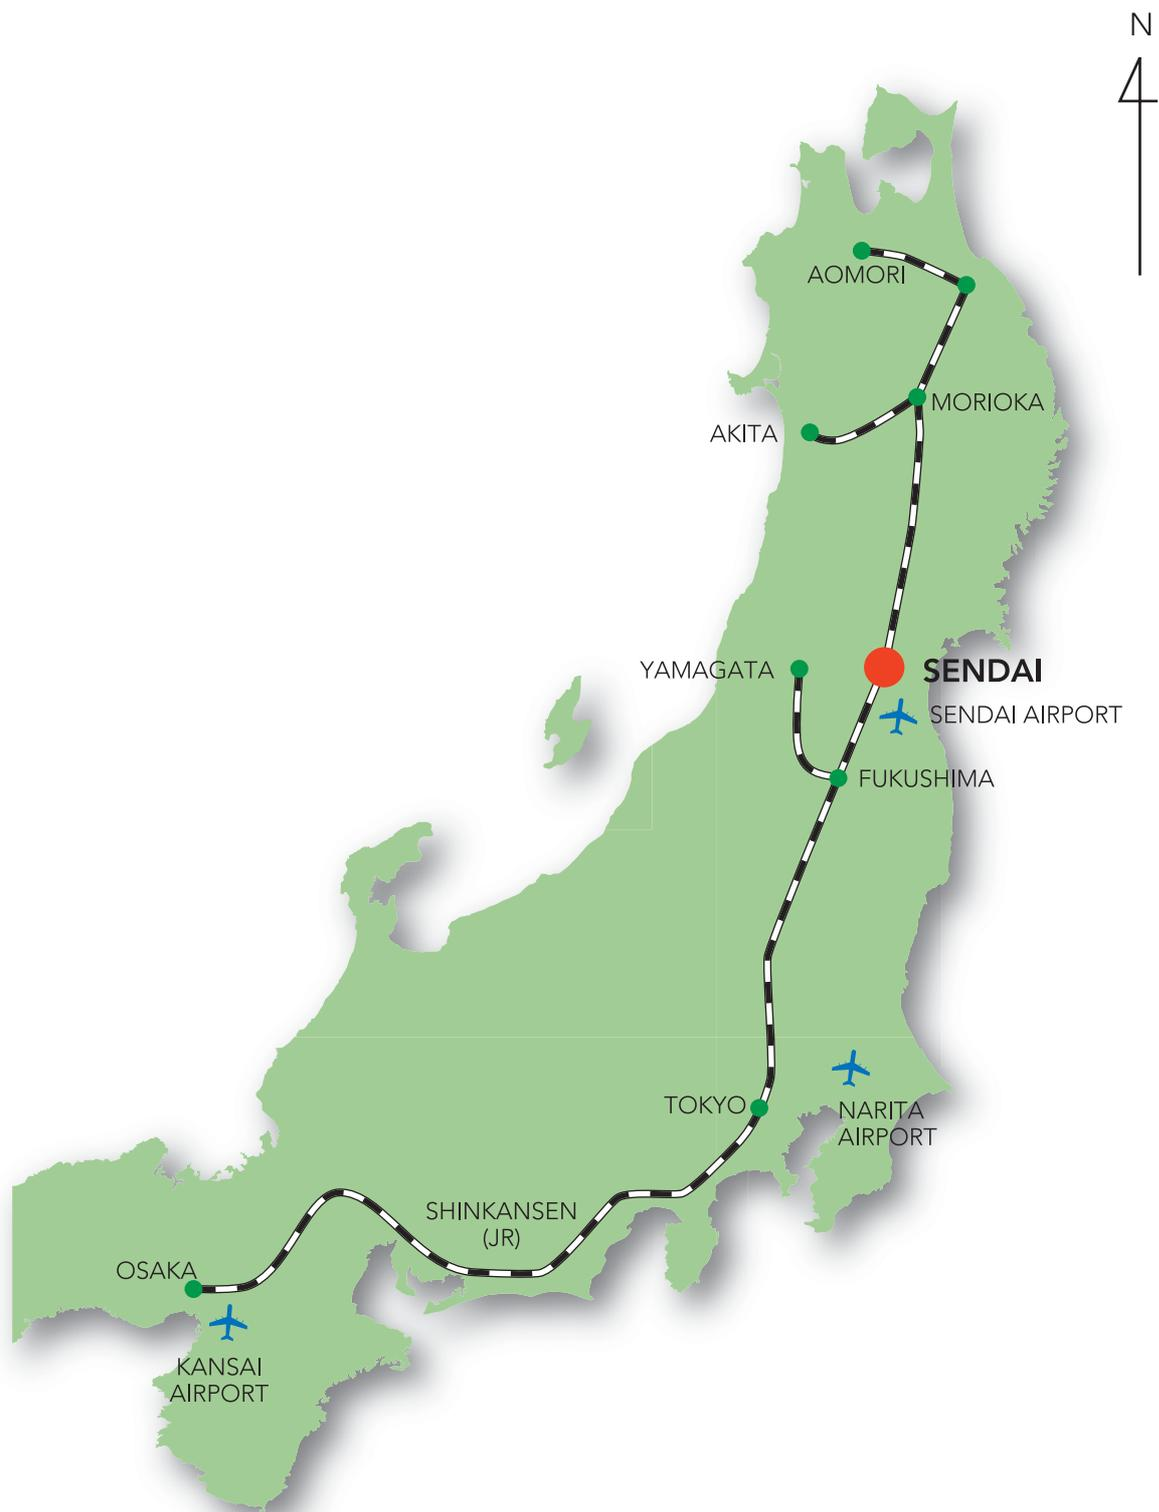 N
AOMORI
MORIOKA
AKITA
YAMAGATA
SENDAI
SENDAI AIRPORT
FUKUSHIMA
TOKYO
NARITA
AIRPORT
SHINKANSEN
(JR)
OSAKA
KANSAI
AIRPORT